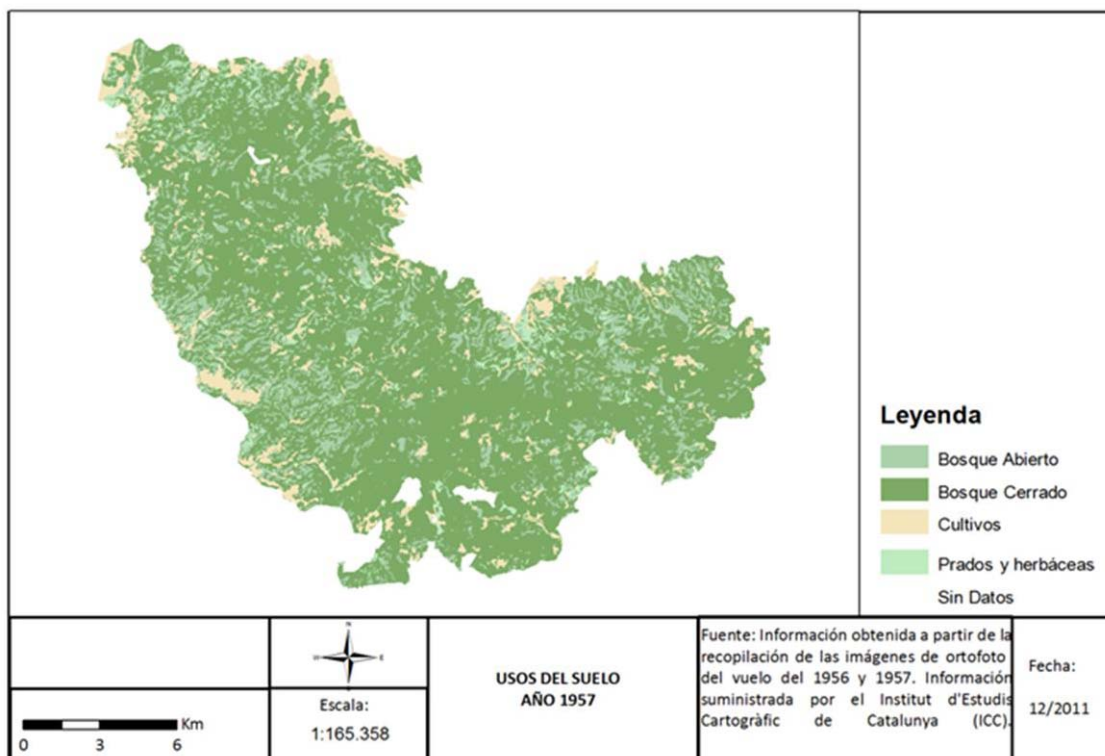 Leyenda
Bosque Abierto
Bosque Cerrado
Cultivos
Prados y herbáceas
Sin Datos
N
W E
S
Escala:
1:165.358
Km
0 3 6
USOS DEL SUELO
AÑO 1957
Fuente: Información obtenida a partir de la
recopilación de las imágenes de ortofoto
del vuelo del 1956 y 1957. Información
suministrada por el Institut d'Estudis
Cartogràfic de Catalunya (ICC).
Fecha:
12/2011